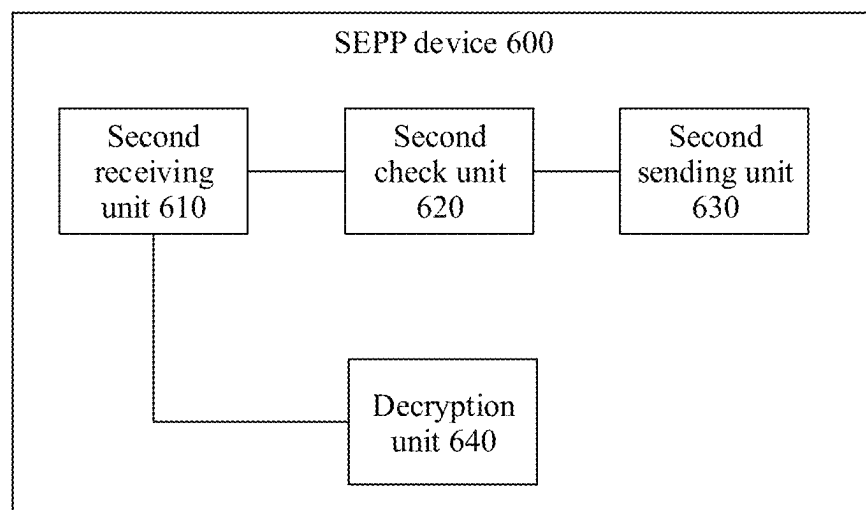 SEPP device 600
Second
receiving
unit 610
Second
check unit
620
Second
sending unit
630
Decryption
unit 640